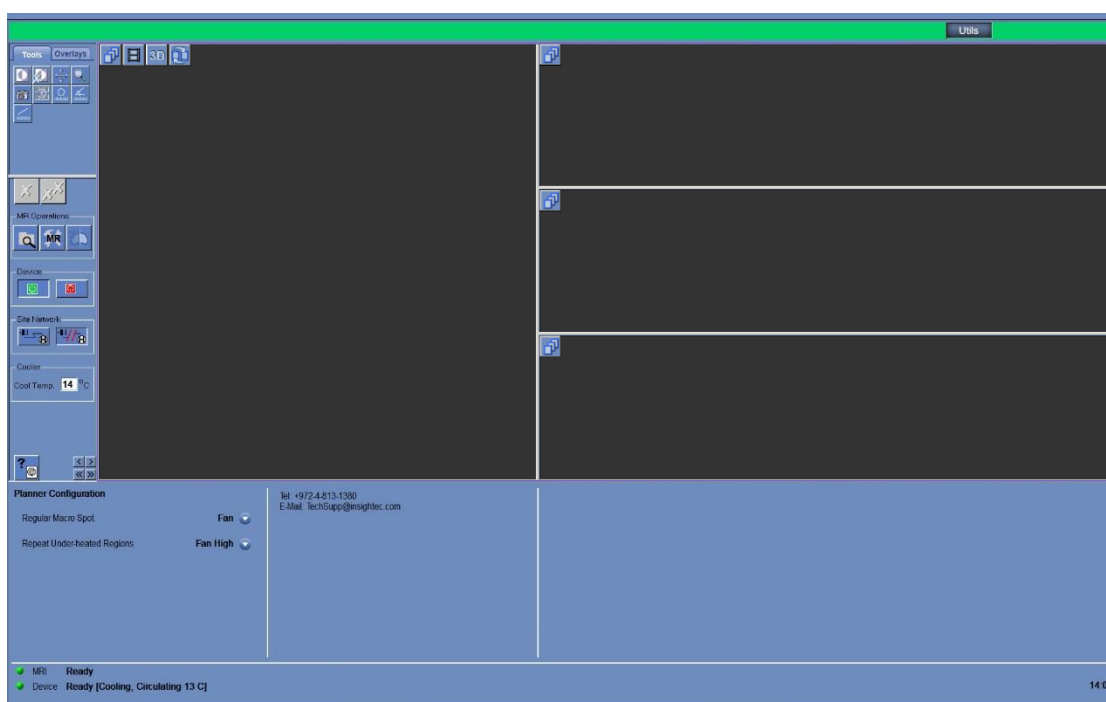 Utils
Tools Overlays
3D
MR Operations
MR
Device
Site Network
Cooler
Cool Temp. 14 °C
?
Planner Configuration
Regular Macro Spot Fan
Repeat Under-heated Regions Fan High
Tel: +972-4-813-1380
E-Mail: TechSupp@insightec.com
MRI Ready
Device Ready [Cooling, Circulating 13 C]